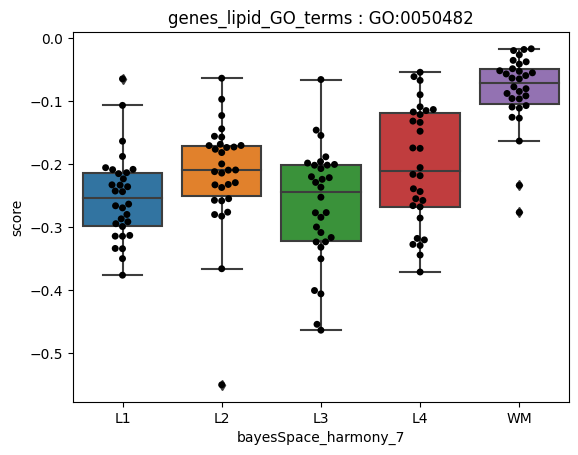 genes_lipid_GO_terms : GO:0050482
0.0
−0.1
−0.2
−0.3
−0.4
−0.5
score
L1 L2 L3 L4 WM
bayesSpace_harmony_7